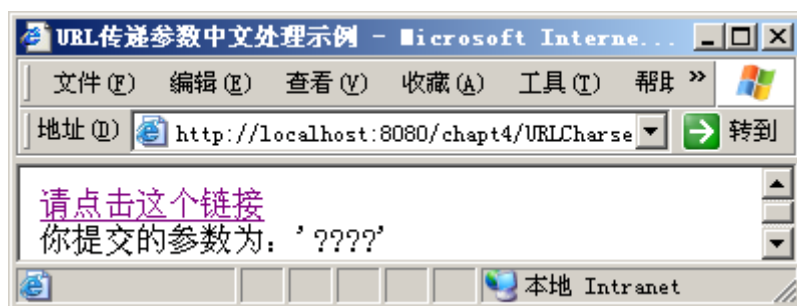 URL传递参数中文处理示例 - Microsoft Interne...
文件(F) 编辑(E) 查看(V) 收藏(A) 工具(T) 帮助 »
地址(D) http://localhost:8080/chapt4/URLCharse 转到
请点击这个链接
你提交的参数为：'????'
本地 Intranet